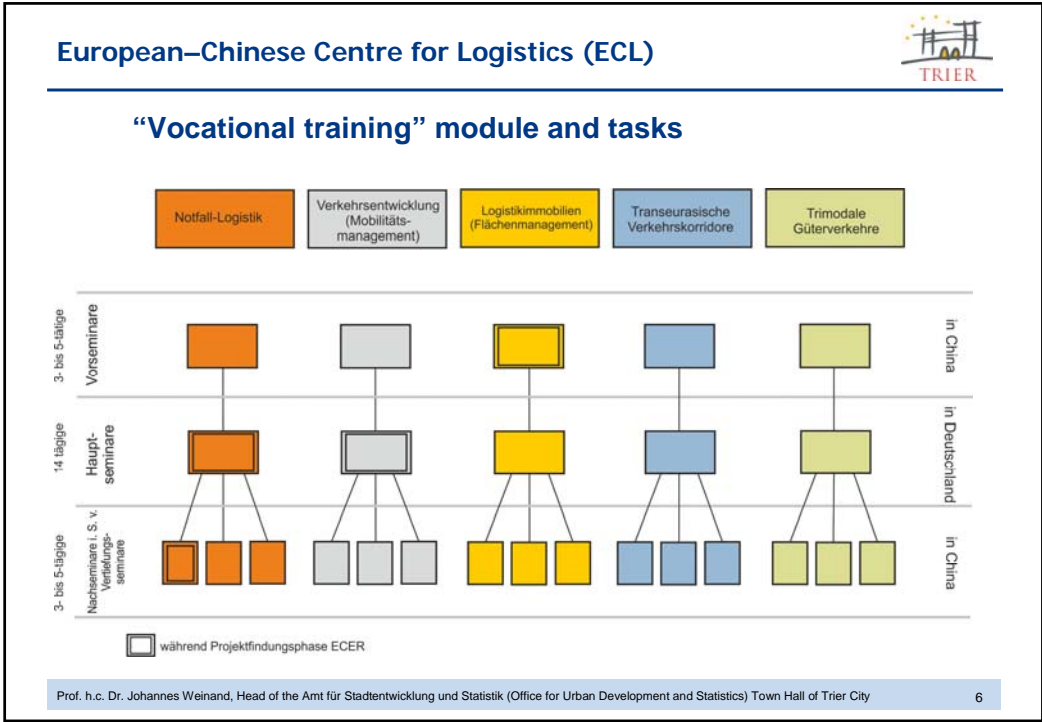 European–Chinese Centre for Logistics (ECL)
TRIER
“Vocational training” module and tasks
Notfall-Logistik
Verkehrsentwicklung
(Mobilitäts-
management)
Logistikimmobilien
(Flächenmanagement)
Transeurasische
Verkehrskorridore
Trimodale
Güterverkehre
3- bis 5-tätige
Vorseminare
in China
14 tägige
Haupt-
seminare
in Deutschland
3- bis 5-tägige
Nachseminare i. S. v.
Vertiefungs-
seminare
in China
während Projektfindungsphase ECER
Prof. h.c. Dr. Johannes Weinand, Head of the Amt für Stadtentwicklung und Statistik (Office for Urban Development and Statistics) Town Hall of Trier City
6